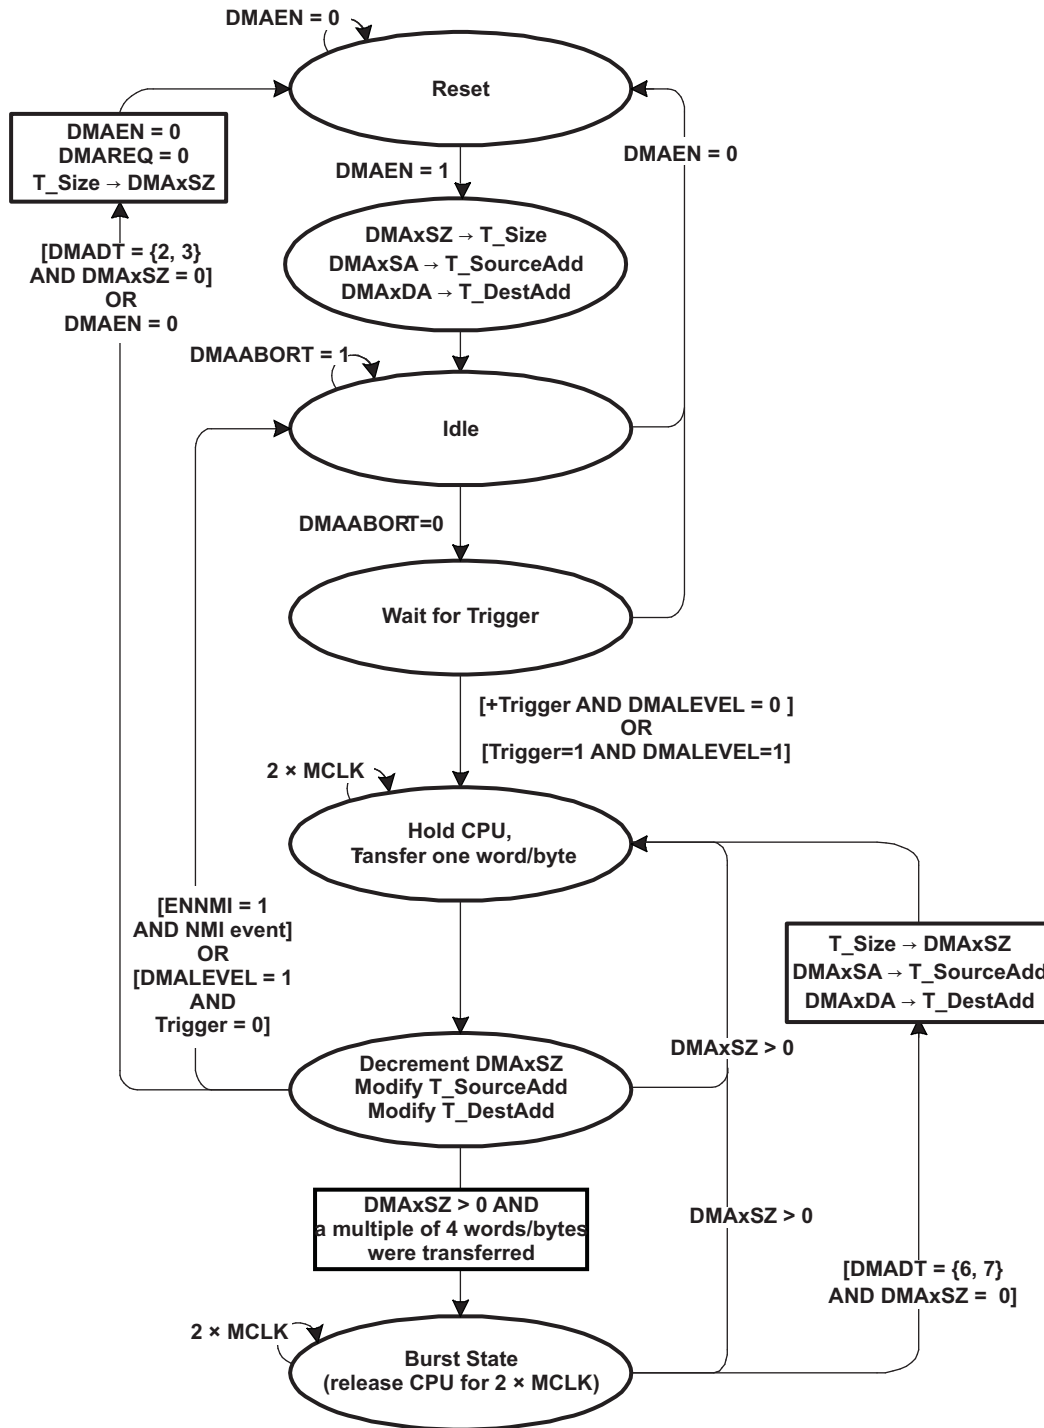 DMAEN = 0
Reset
DMAEN = 0
DMAREQ = 0
T_Size → DMAxSZ
DMAEN = 0
DMAEN = 1
[DMADT = {2, 3}
AND DMAxSZ = 0]
OR
DMAEN = 0
DMAxSZ → T_Size
DMAxSA → T_SourceAdd
DMAxDA → T_DestAdd
DMAABORT = 1
Idle
DMAABORT=0
Wait for Trigger
[+Trigger AND DMALEVEL = 0 ]
OR
[Trigger=1 AND DMALEVEL=1]
2 × MCLK
Hold CPU,
Tansfer one word/byte
[ENNMI = 1
AND NMI event]
OR
[DMALEVEL = 1
AND
Trigger = 0]
T_Size → DMAxSZ
DMAxSA → T_SourceAdd
DMAxDA → T_DestAdd
DMAxSZ > 0
Decrement DMAxSZ
Modify T_SourceAdd
Modify T_DestAdd
DMAxSZ > 0 AND
a multiple of 4 words/bytes
were transferred
DMAxSZ > 0
[DMADT = {6, 7}
AND DMAxSZ = 0]
2 × MCLK
Burst State
(release CPU for 2 × MCLK)